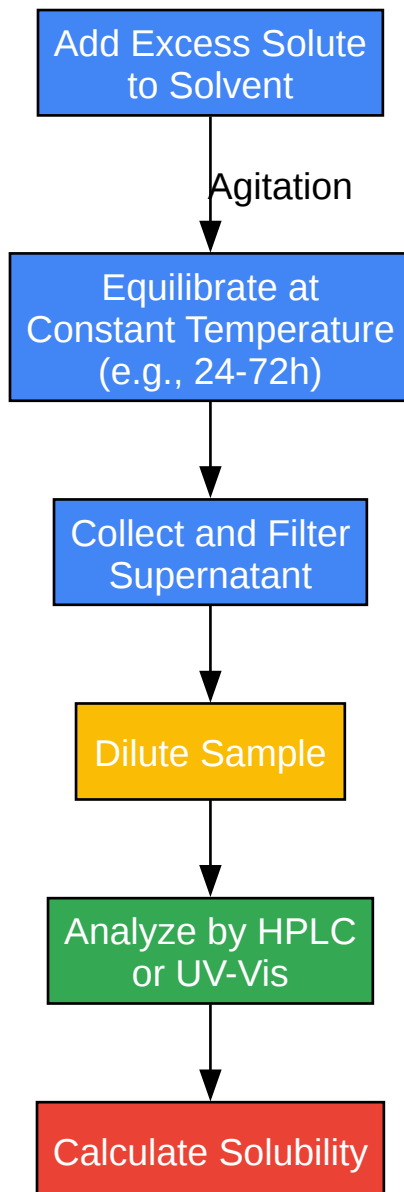 Add Excess Solute
to Solvent
Agitation
Equilibrate at
Constant Temperature
(e.g., 24-72h)
Collect and Filter
Supernatant
Dilute Sample
Analyze by HPLC
or UV-Vis
Calculate Solubility